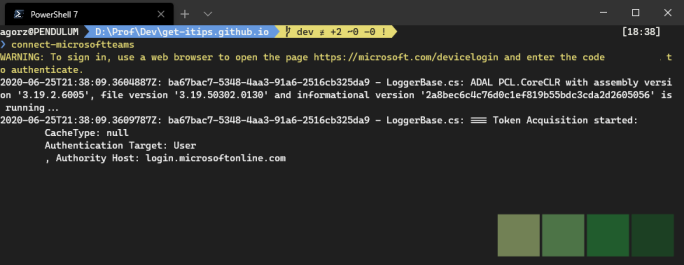 PowerShell 7
agorz@PENDULUM D:\Prof\Dev\get-itips.github.io dev ≢ +2 ~0 -0 ! [18:38]
❯ connect-microsoftteams
WARNING: To sign in, use a web browser to open the page https://microsoft.com/devicelogin and enter the code t
o authenticate.
2020-06-25T21:38:09.3604887Z: ba67bac7-5348-4aa3-91a6-2516cb325da9 - LoggerBase.cs: ADAL PCL.CoreCLR with assembly versi
on '3.19.2.6005', file version '3.19.50302.0130' and informational version '2a8bec6c4c76d0c1ef819b55bdc3cda2d2605056' is
running...
2020-06-25T21:38:09.3609787Z: ba67bac7-5348-4aa3-91a6-2516cb325da9 - LoggerBase.cs: === Token Acquisition started:
CacheType: null
Authentication Target: User
, Authority Host: login.microsoftonline.com